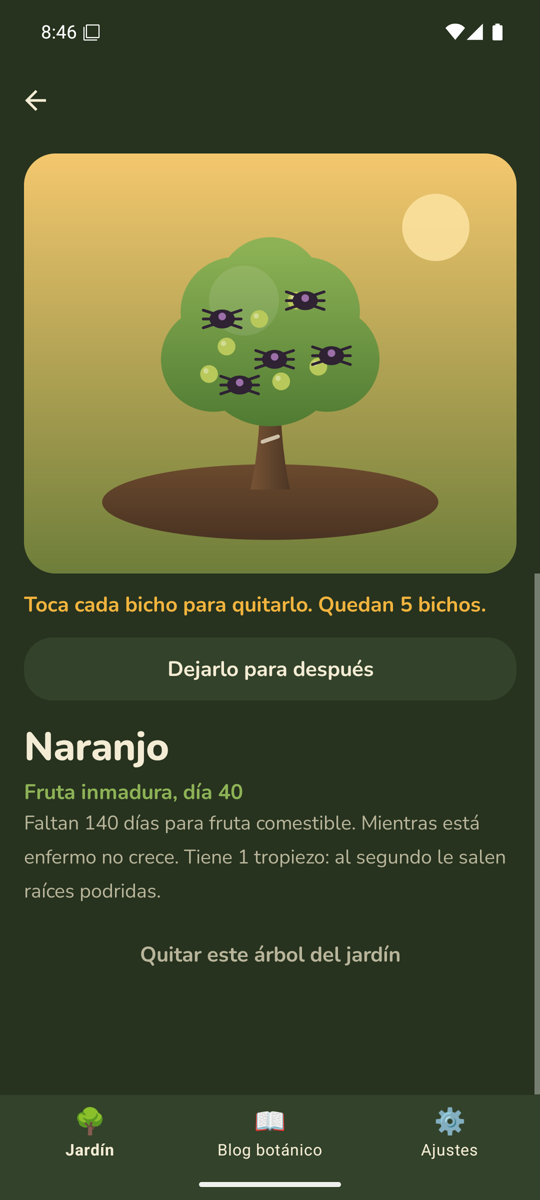 8:46
Toca cada bicho para quitarlo. Quedan 5 bichos.
Dejarlo para después
Naranjo
Fruta inmadura, día 40
Faltan 140 días para fruta comestible. Mientras está
enfermo no crece. Tiene 1 tropiezo: al segundo le salen
raíces podridas.
Quitar este árbol del jardín
Jardín
Blog botánico
Ajustes